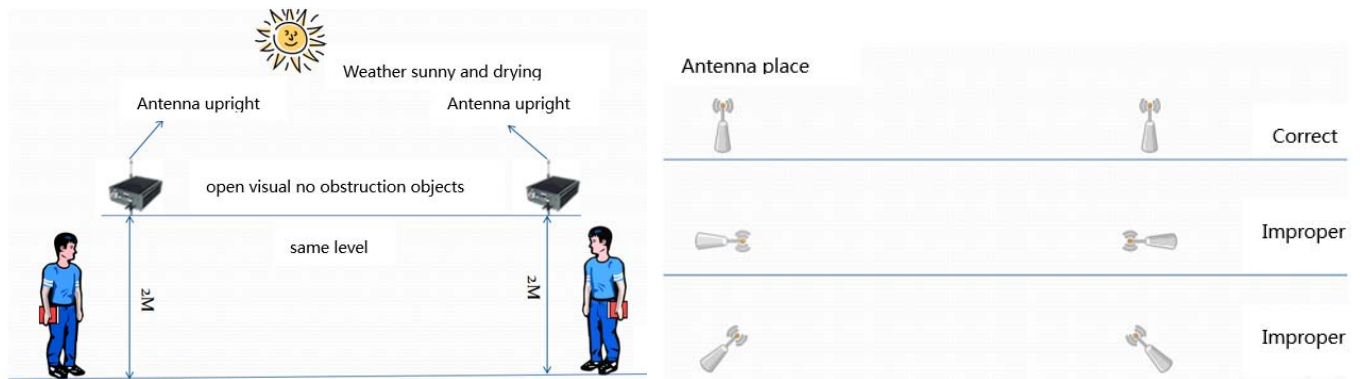 Weather sunny and drying
Antenna upright
Antenna upright
open visual no obstruction objects
same level
2M
2M
Antenna place
Correct
Improper
Improper